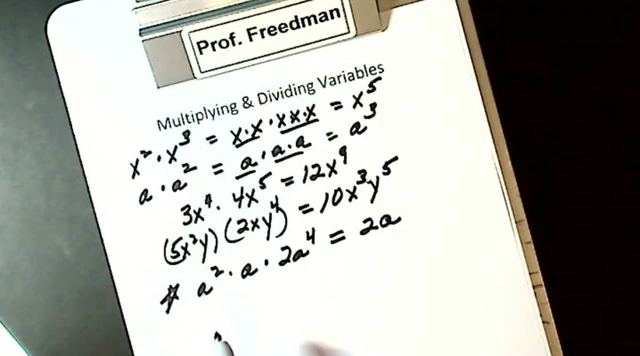 Prof. Freedman
Multiplying & Dividing Variables
x² · x³ = x·x · x·x·x = x⁵
a · a² = a · a·a = a³
3x⁴ · 4x⁵ = 12x⁹
(5x²y)(2xy⁴) = 10x³y⁵
* a² · a · 2a⁴ = 2a